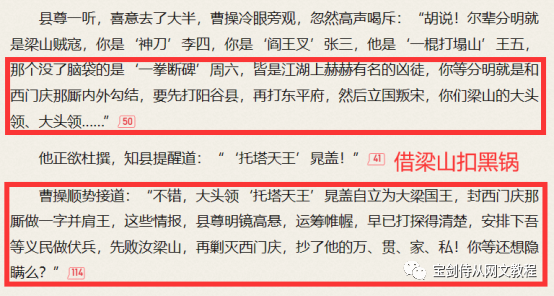 县尊一听，喜意去了大半，曹操冷眼旁观，忽然高声喝斥：“胡说！尔辈分明就
是梁山贼寇，你是‘神刀’李四，你是‘阎王叉’张三，他是‘一棍打塌山’王五，
那个没了脑袋的是‘一拳断碑’周六，皆是江湖上赫赫有名的凶徒，你等分明就是和
西门庆那厮内外勾结，要先打阳谷县，再打东平府，然后立国叛宋，你们梁山的大头
领、大头领……” 50
他正欲杜撰，知县提醒道：“‘托塔天王’晁盖！” 41 借梁山扣黑锅
曹操顺势接道：“不错，大头领‘托塔天王’晁盖自立为大梁国王，封西门庆那
厮做一字并肩王，这些情报，县尊明镜高悬，运筹帷幄，早已打探得清楚，安排下吾
等义民做伏兵，先败汝梁山，再剿灭西门庆，抄了他的万、贯、家、私！你等还想隐
瞒么？” 114
宝剑侍从网文教程